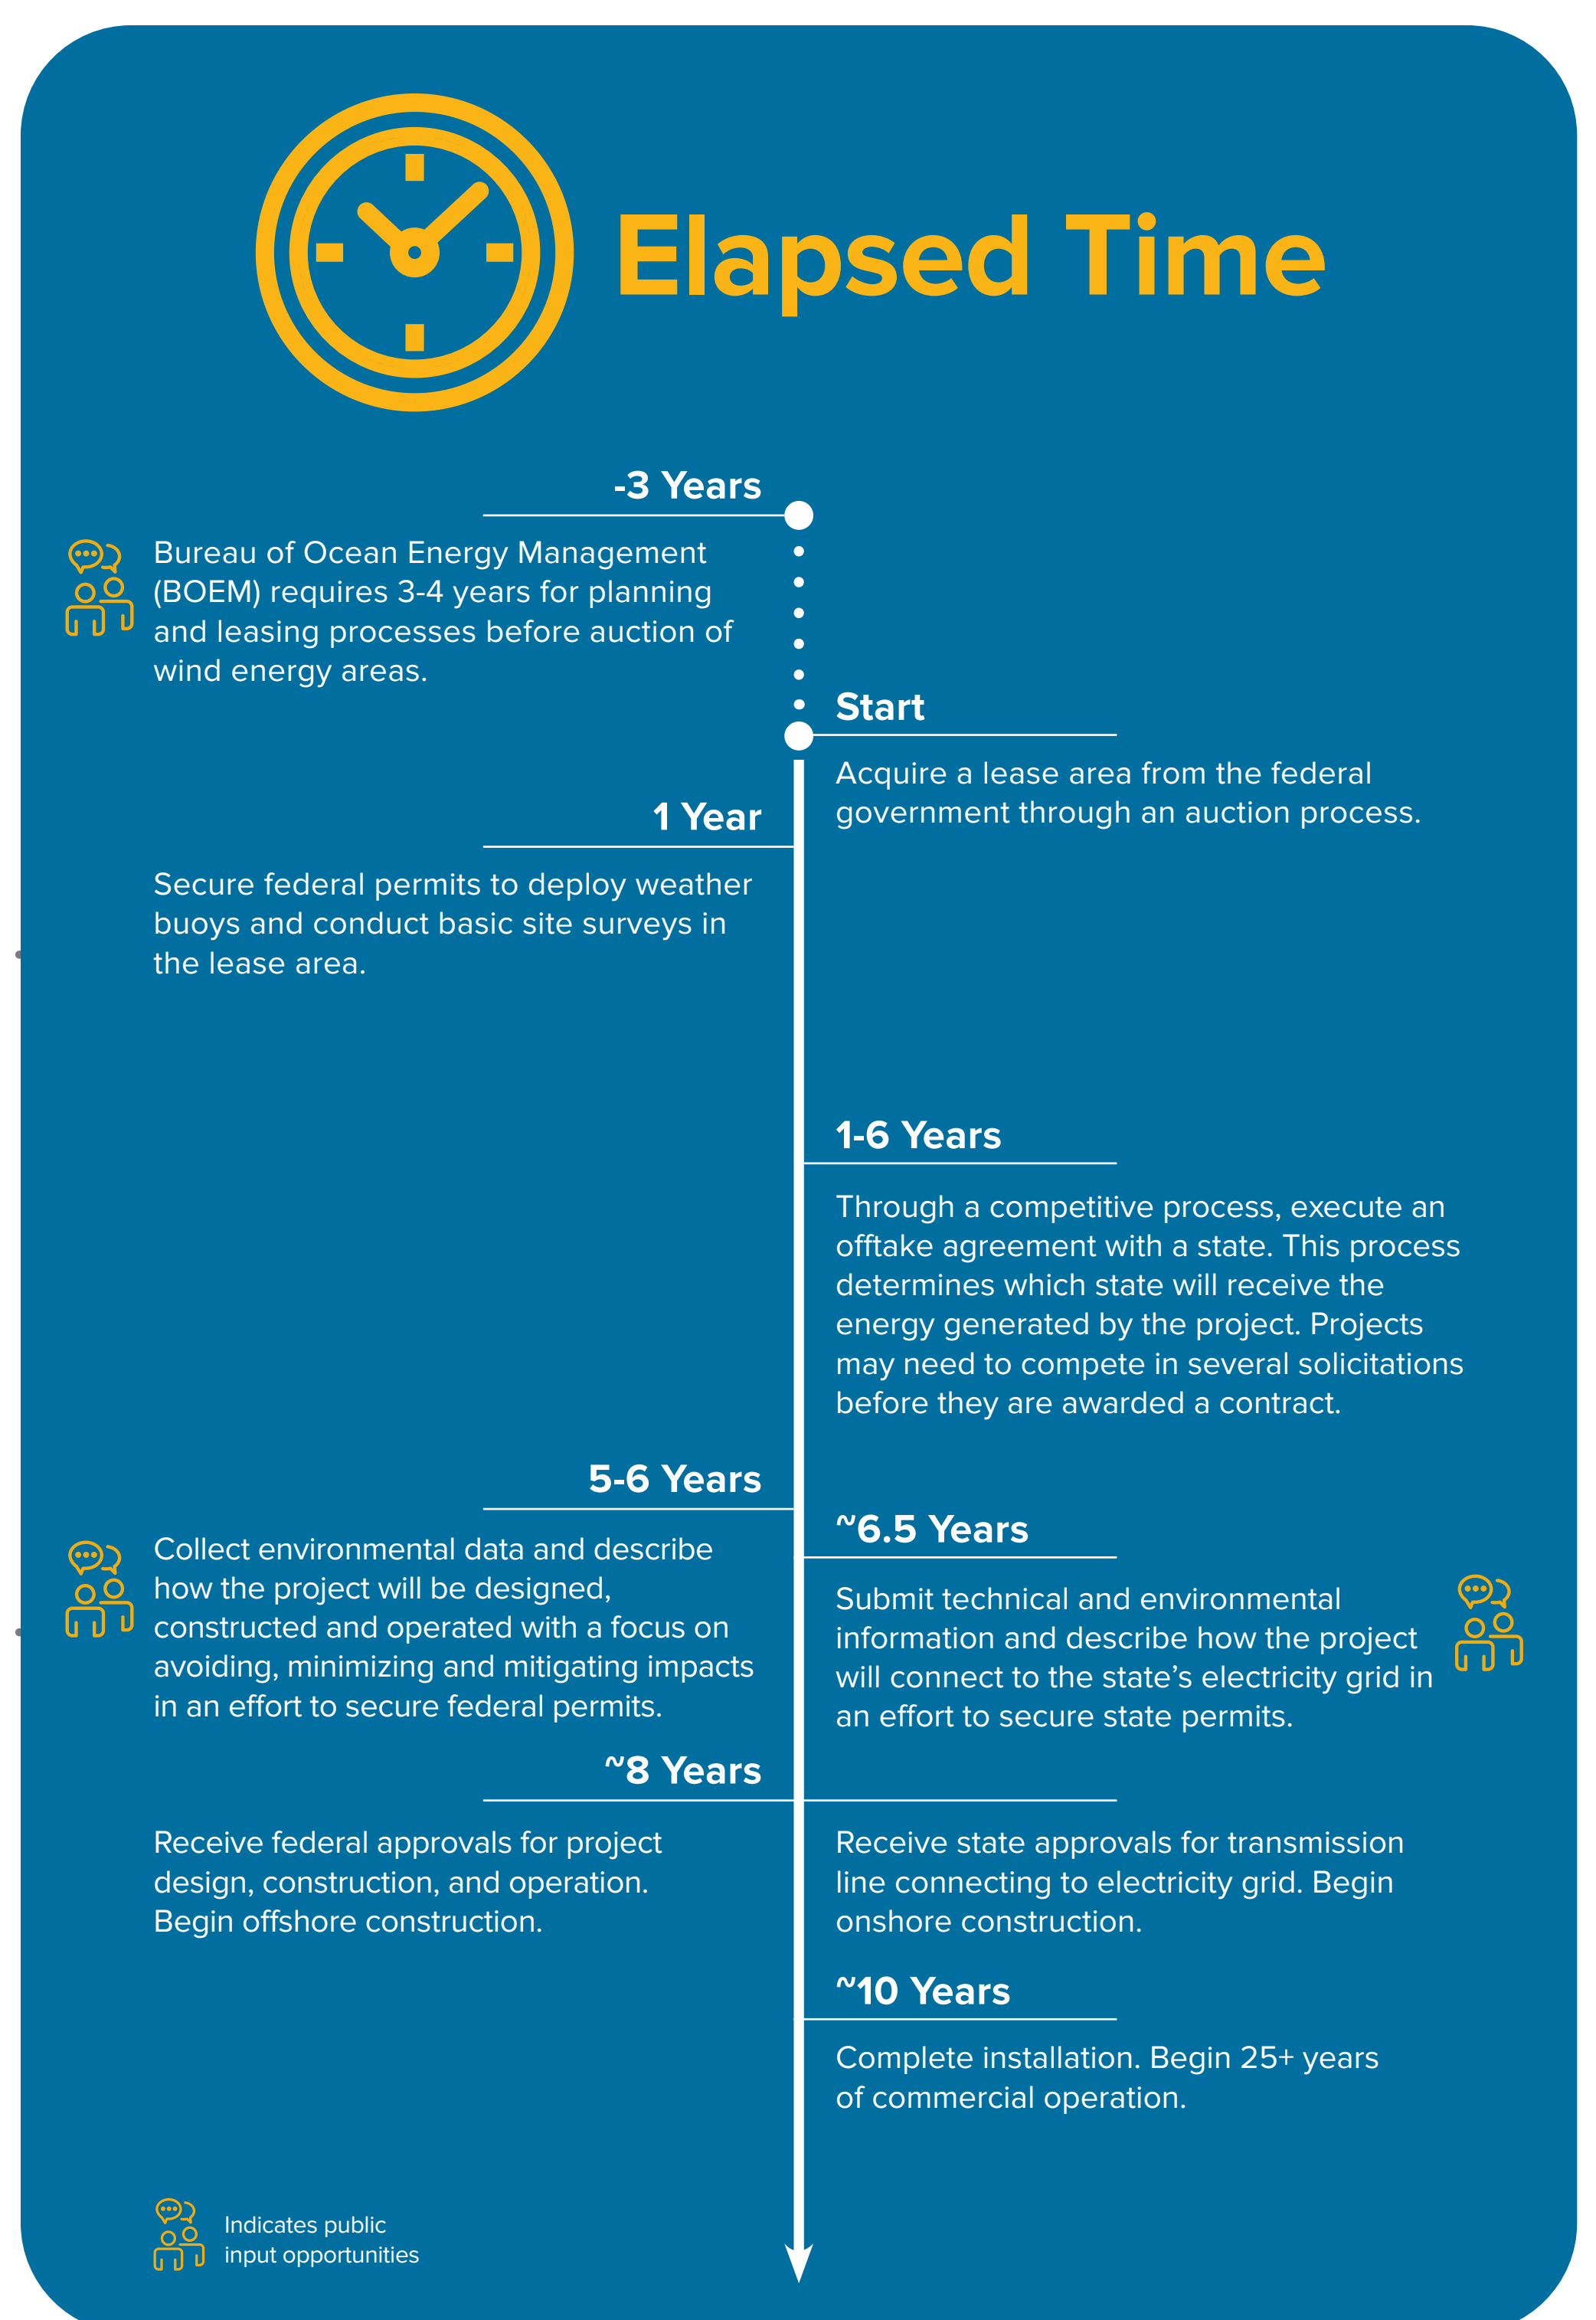 Elapsed Time
-3 Years
Bureau of Ocean Energy Management
(BOEM) requires 3-4 years for planning
and leasing processes before auction of
wind energy areas.
Start
Acquire a lease area from the federal
government through an auction process.
1 Year
Secure federal permits to deploy weather
buoys and conduct basic site surveys in
the lease area.
1-6 Years
Through a competitive process, execute an
offtake agreement with a state. This process
determines which state will receive the
energy generated by the project. Projects
may need to compete in several solicitations
before they are awarded a contract.
5-6 Years
Collect environmental data and describe
how the project will be designed,
constructed and operated with a focus on
avoiding, minimizing and mitigating impacts
in an effort to secure federal permits.
~6.5 Years
Submit technical and environmental
information and describe how the project
will connect to the state’s electricity grid in
an effort to secure state permits.
~8 Years
Receive federal approvals for project
design, construction, and operation.
Begin offshore construction.
Receive state approvals for transmission
line connecting to electricity grid. Begin
onshore construction.
~10 Years
Complete installation. Begin 25+ years
of commercial operation.
Indicates public
input opportunities